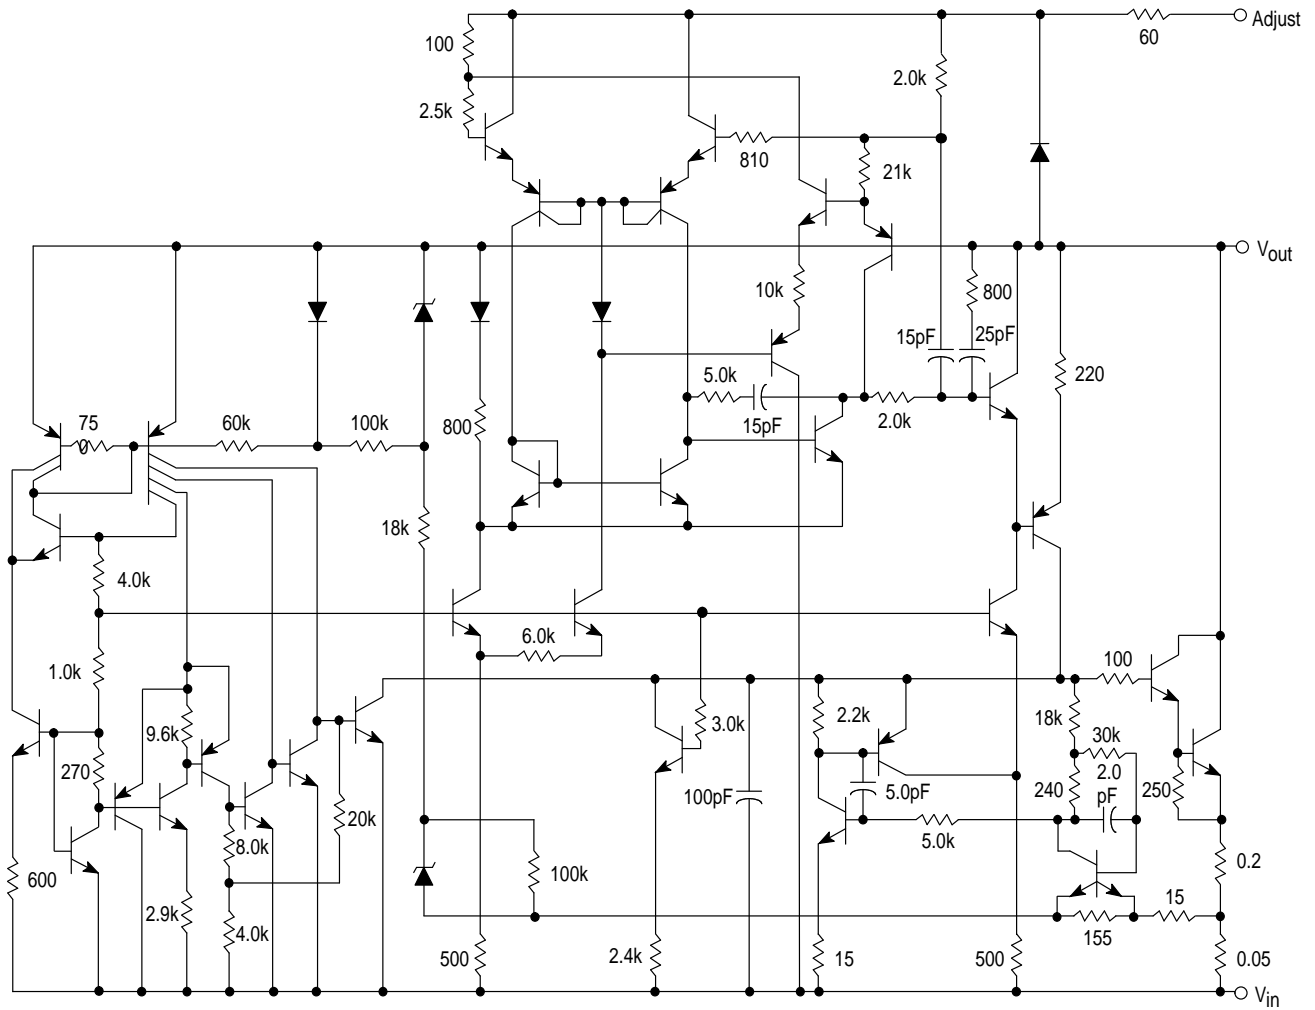 Adjust
60
100
2.0k
2.5k
810
21k
Vout
10k
800
15pF
25pF
220
5.0k
75
0
60k
100k
800
15pF
2.0k
18k
4.0k
6.0k
1.0k
100
9.6k
3.0k
2.2k
18k
30k
270
2.0
pF
5.0pF
100pF
240
250
20k
5.0k
8.0k
600
100k
0.2
2.9k
15
4.0k
155
500
2.4k
15
500
0.05
Vin